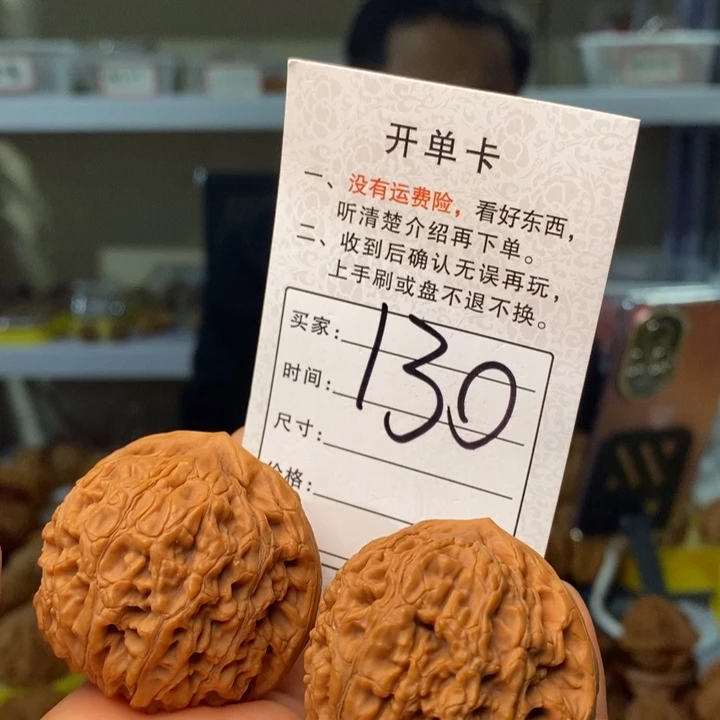 开单卡
一、没有运费险，看好东西，
听清楚介绍再下单。
二、收到后确认无误再玩，
上手刷或盘不退不换。
买家：130
时间：
尺寸：
价格：